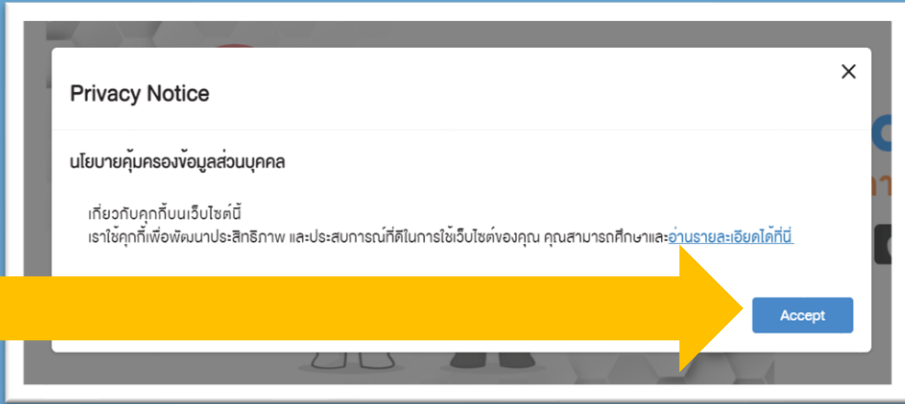 Privacy Notice
นโยบายคุ้มครองข้อมูลส่วนบุคคล
เกี่ยวกับคุกกี้บนเว็บไซต์นี้
เราใช้คุกกี้เพื่อพัฒนาประสิทธิภาพ และประสบการณ์ที่ดีในการใช้เว็บไซต์ของคุณ คุณสามารถศึกษาและอ่านรายละเอียดได้ที่นี่
Accept